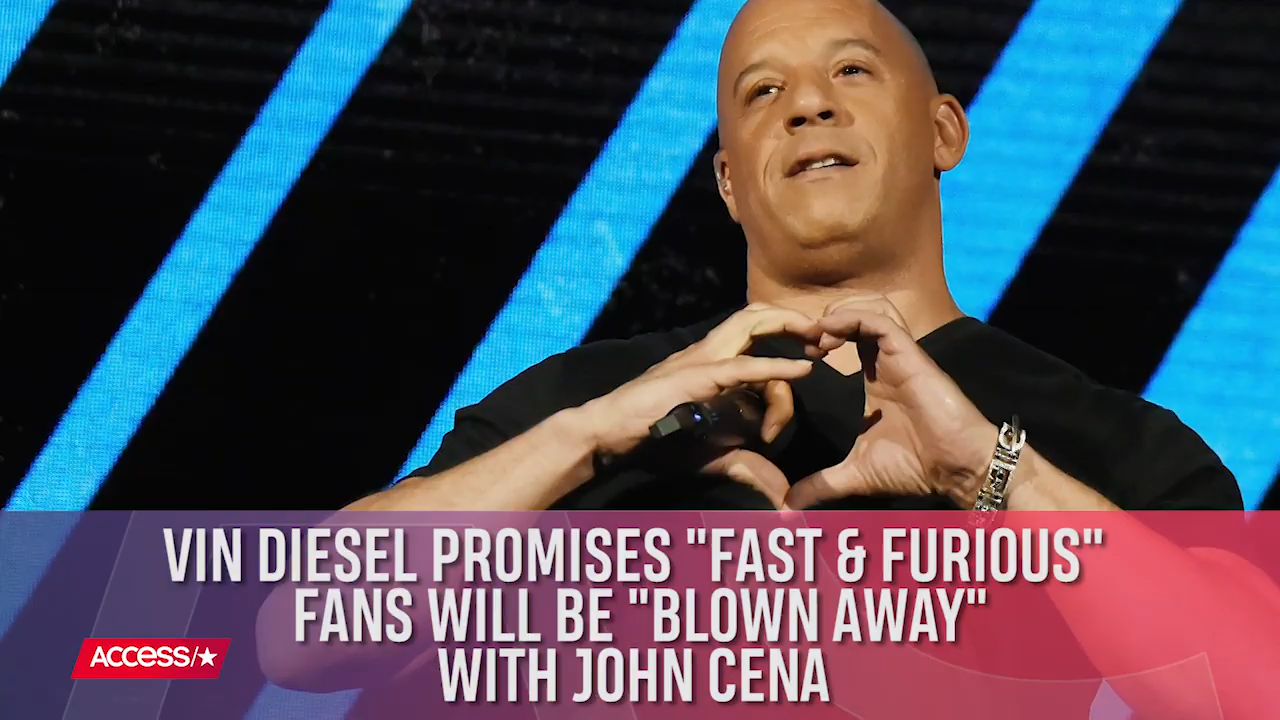 VIN DIESEL PROMISES "FAST & FURIOUS"
FANS WILL BE "BLOWN AWAY"
WITH JOHN CENA
ACCESS/★